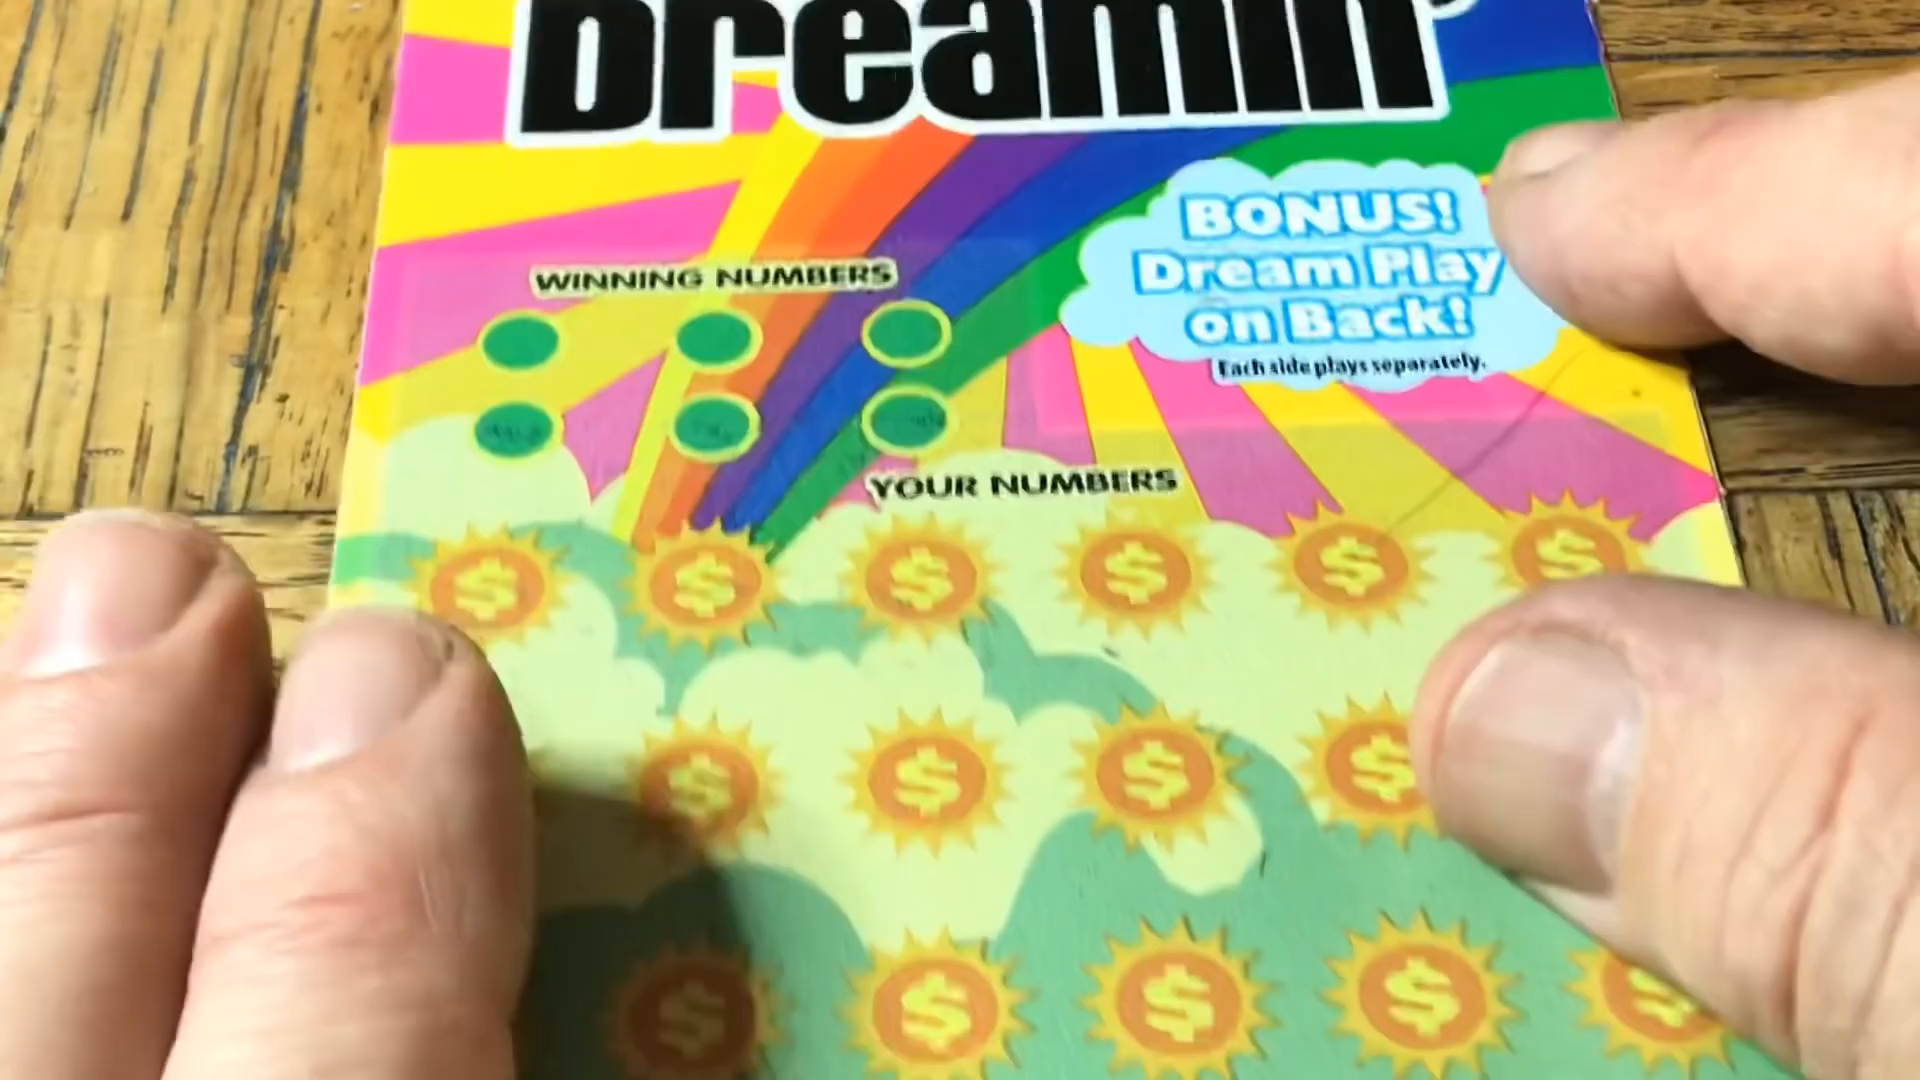 Dreamin'
BONUS!
Dream Play
on Back!
Each side plays separately.
WINNING NUMBERS
YOUR NUMBERS
$ $ $ $ $ $
$ $ $ $
$ $ $ $ $